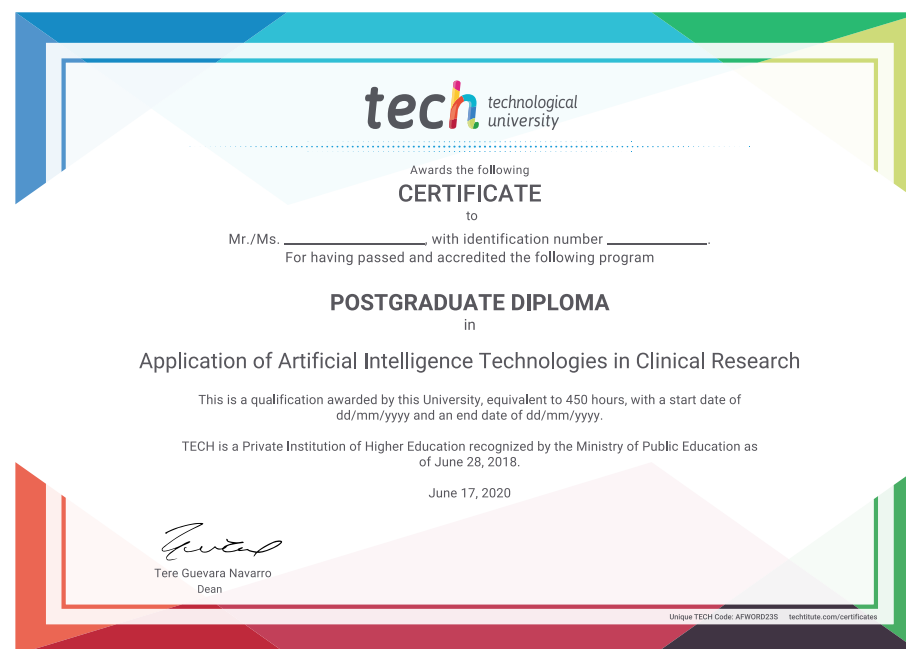 tech technological
university
Awards the following
CERTIFICATE
to
Mr./Ms. ____________, with identification number ____________.
For having passed and accredited the following program
POSTGRADUATE DIPLOMA
in
Application of Artificial Intelligence Technologies in Clinical Research
This is a qualification awarded by this University, equivalent to 450 hours, with a start date of
dd/mm/yyyy and an end date of dd/mm/yyyy.
TECH is a Private Institution of Higher Education recognized by the Ministry of Public Education as
of June 28, 2018.
June 17, 2020
Tere Guevara Navarro
Dean
Unique TECH Code: AFWORD23S techtitute.com/certificates